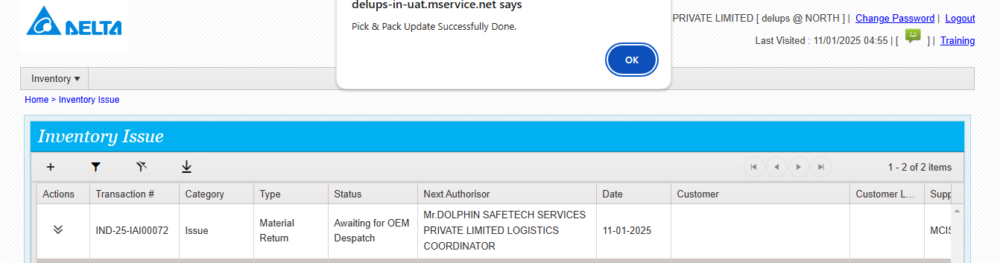 delups-in-uat.mservice.net says
Pick & Pack Update Successfully Done.
OK
DELTA
PRIVATE LIMITED [ delups @ NORTH ] | Change Password | Logout
Last Visited : 11/01/2025 04:55 | [ ] | Training
Inventory
Home > Inventory Issue
Inventory Issue
1 - 2 of 2 items
Actions Transaction # Category Type Status Next Authorisor Date Customer Customer L... Supp
IND-25-IAI00072 Issue Material Return Awaiting for OEM Despatch Mr.DOLPHIN SAFETECH SERVICES PRIVATE LIMITED LOGISTICS COORDINATOR 11-01-2025 MCIS